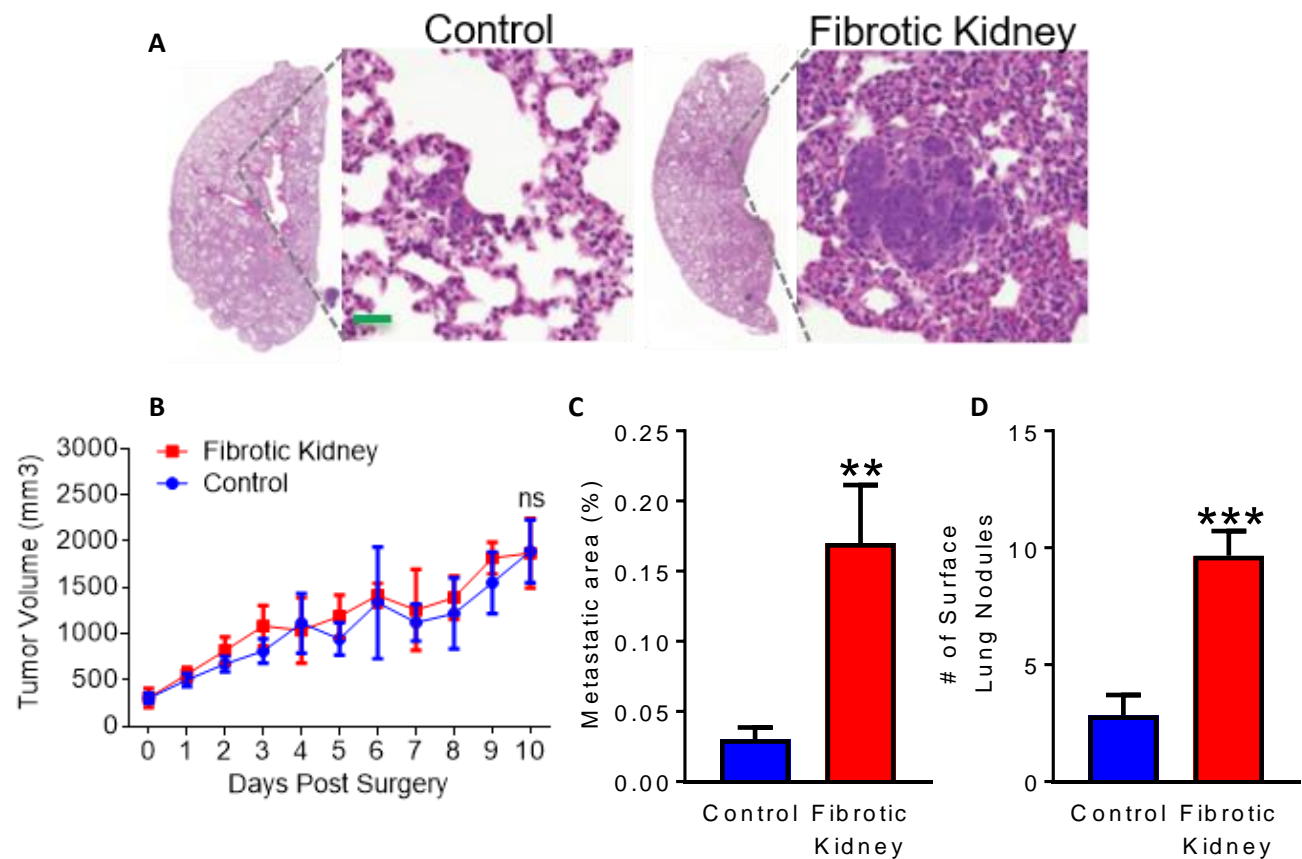 A
Control
Fibrotic Kidney
B
Fibrotic Kidney
Control
ns
3000
2500
2000
1500
1000
500
0
Tumor Volume (mm3)
0 1 2 3 4 5 6 7 8 9 10
Days Post Surgery
C
0.25
0.20
0.15
0.10
0.05
0.00
Metastatic area (%)
**
Control Fibrotic
Kidney
D
15
10
5
0
# of Surface
Lung Nodules
***
Control Fibrotic
Kidney